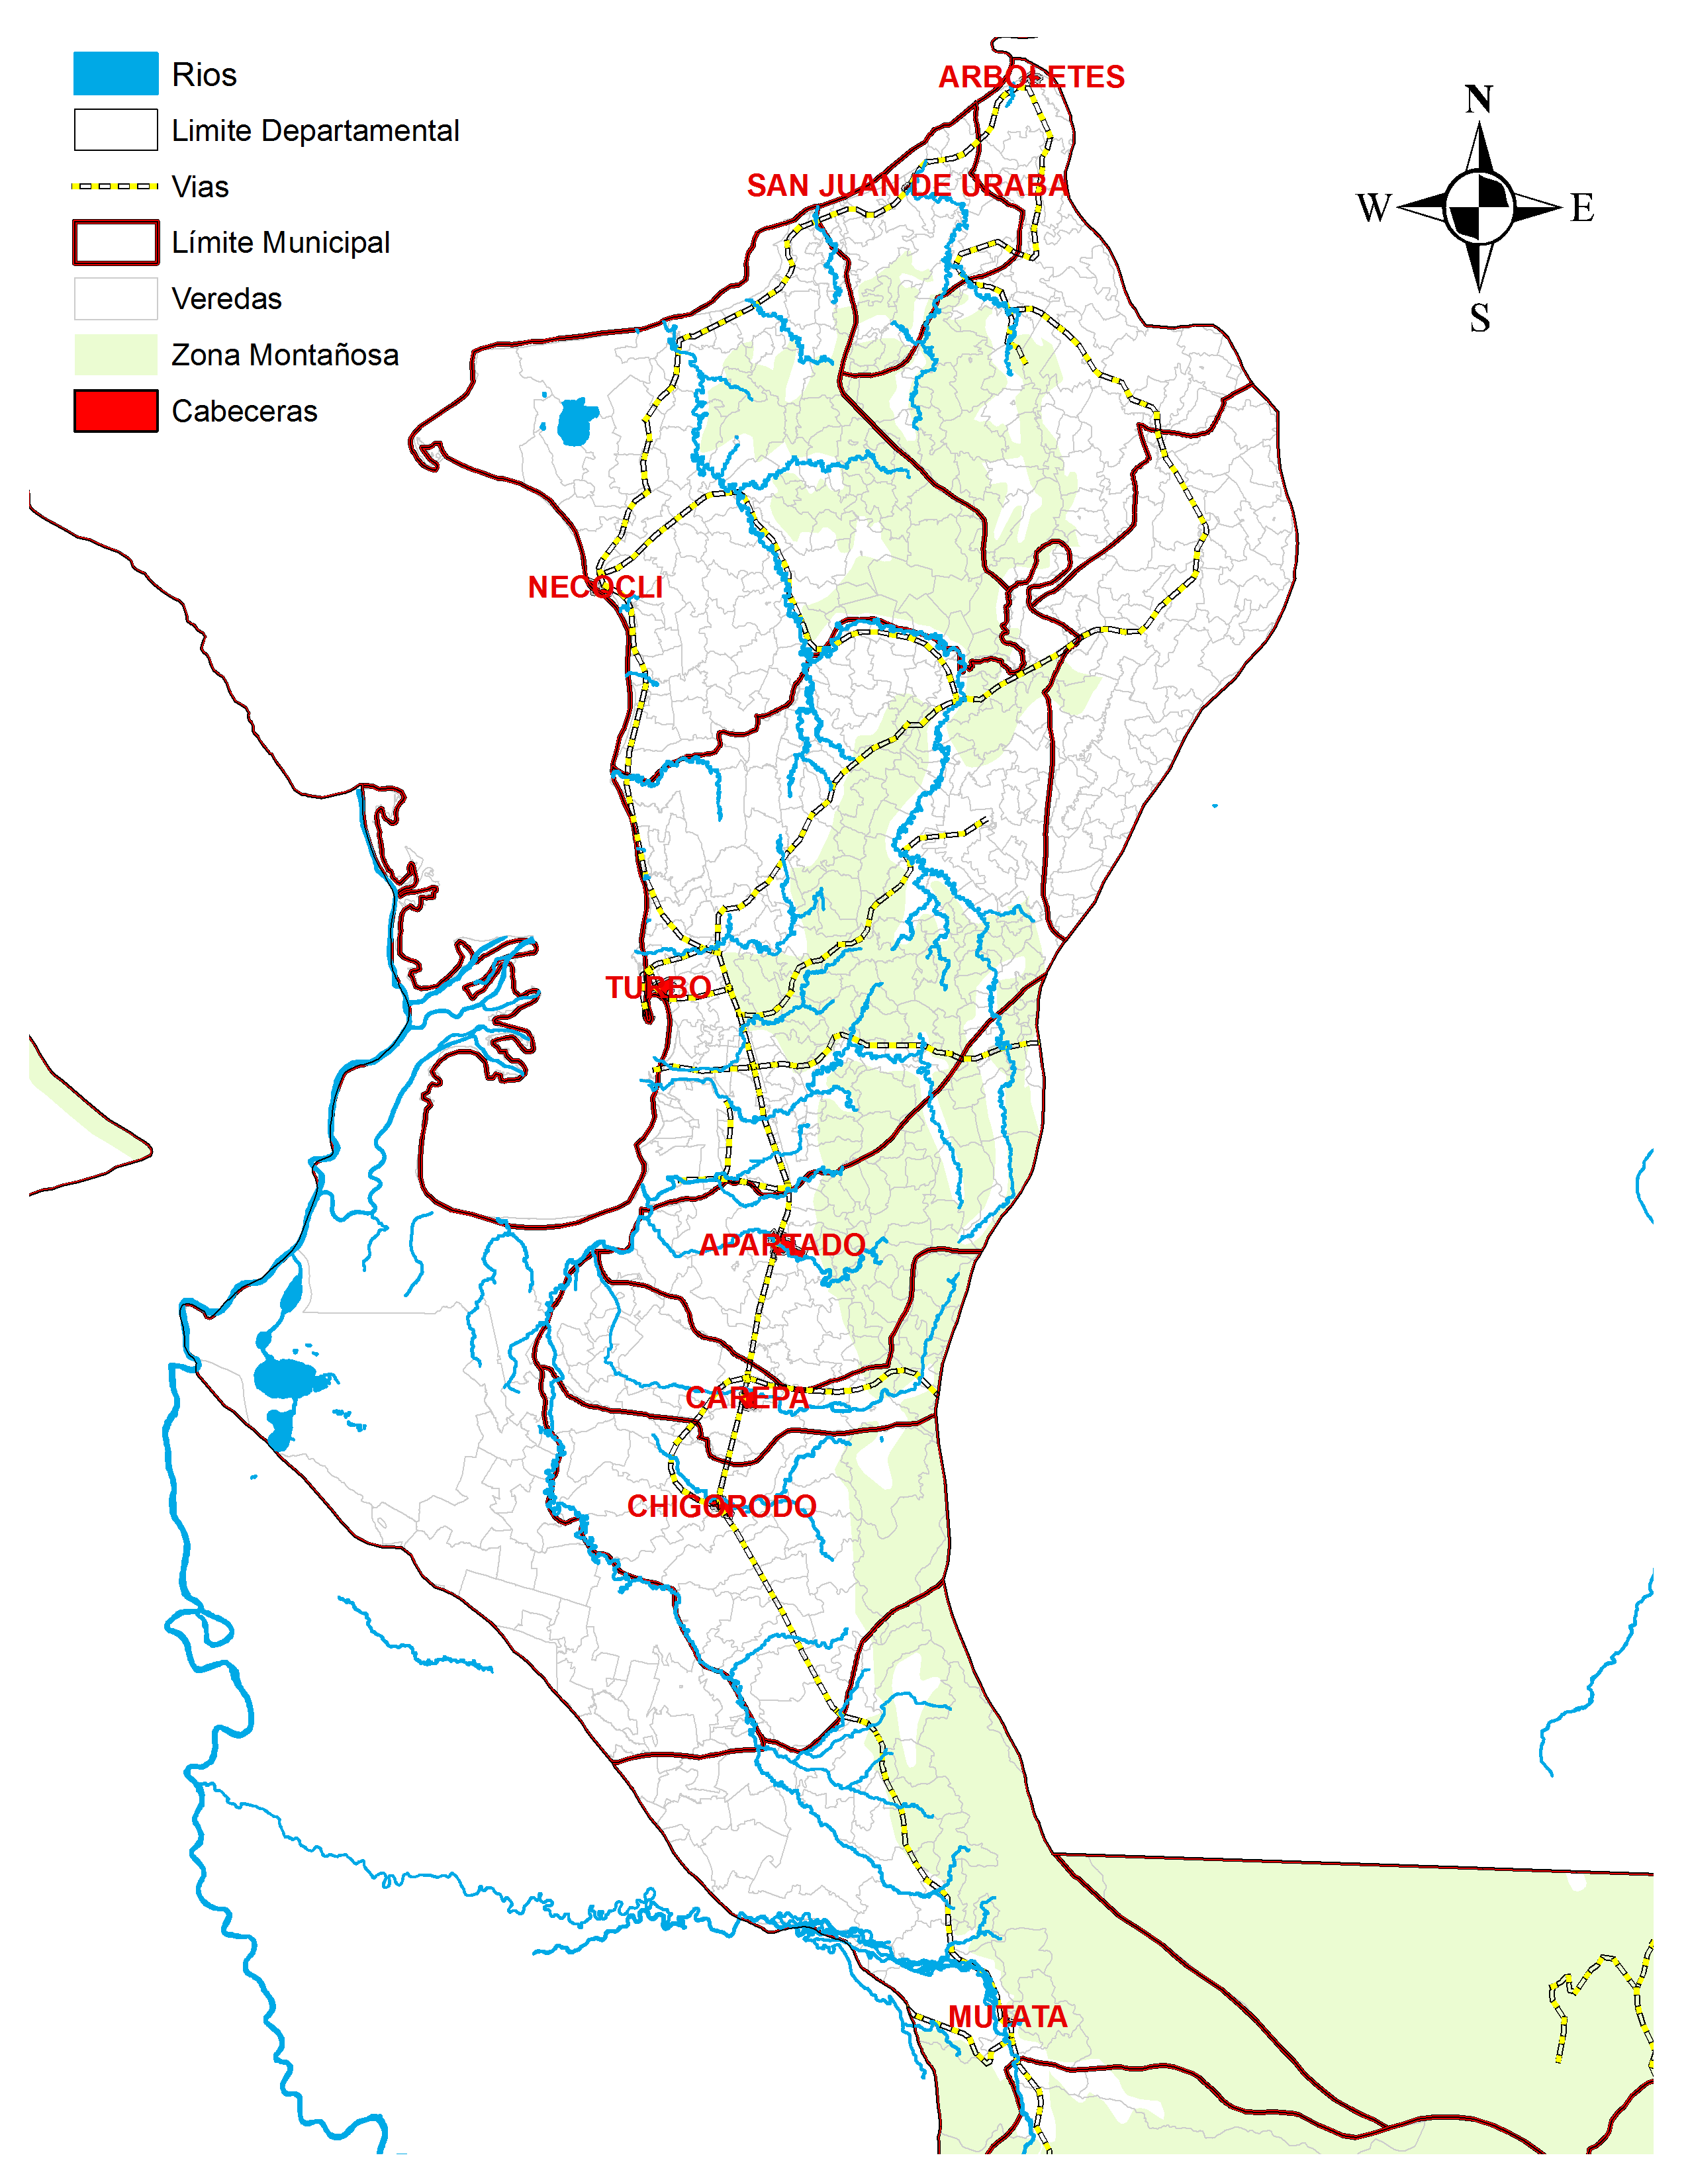 Rios
Limite Departamental
Vias
Límite Municipal
Veredas
Zona Montañosa
Cabeceras
N
W
E
S
ARBOLETES
SAN JUAN DE URABA
NECOCLI
TURBO
APARTADO
CAREPA
CHIGORODO
MUTATA